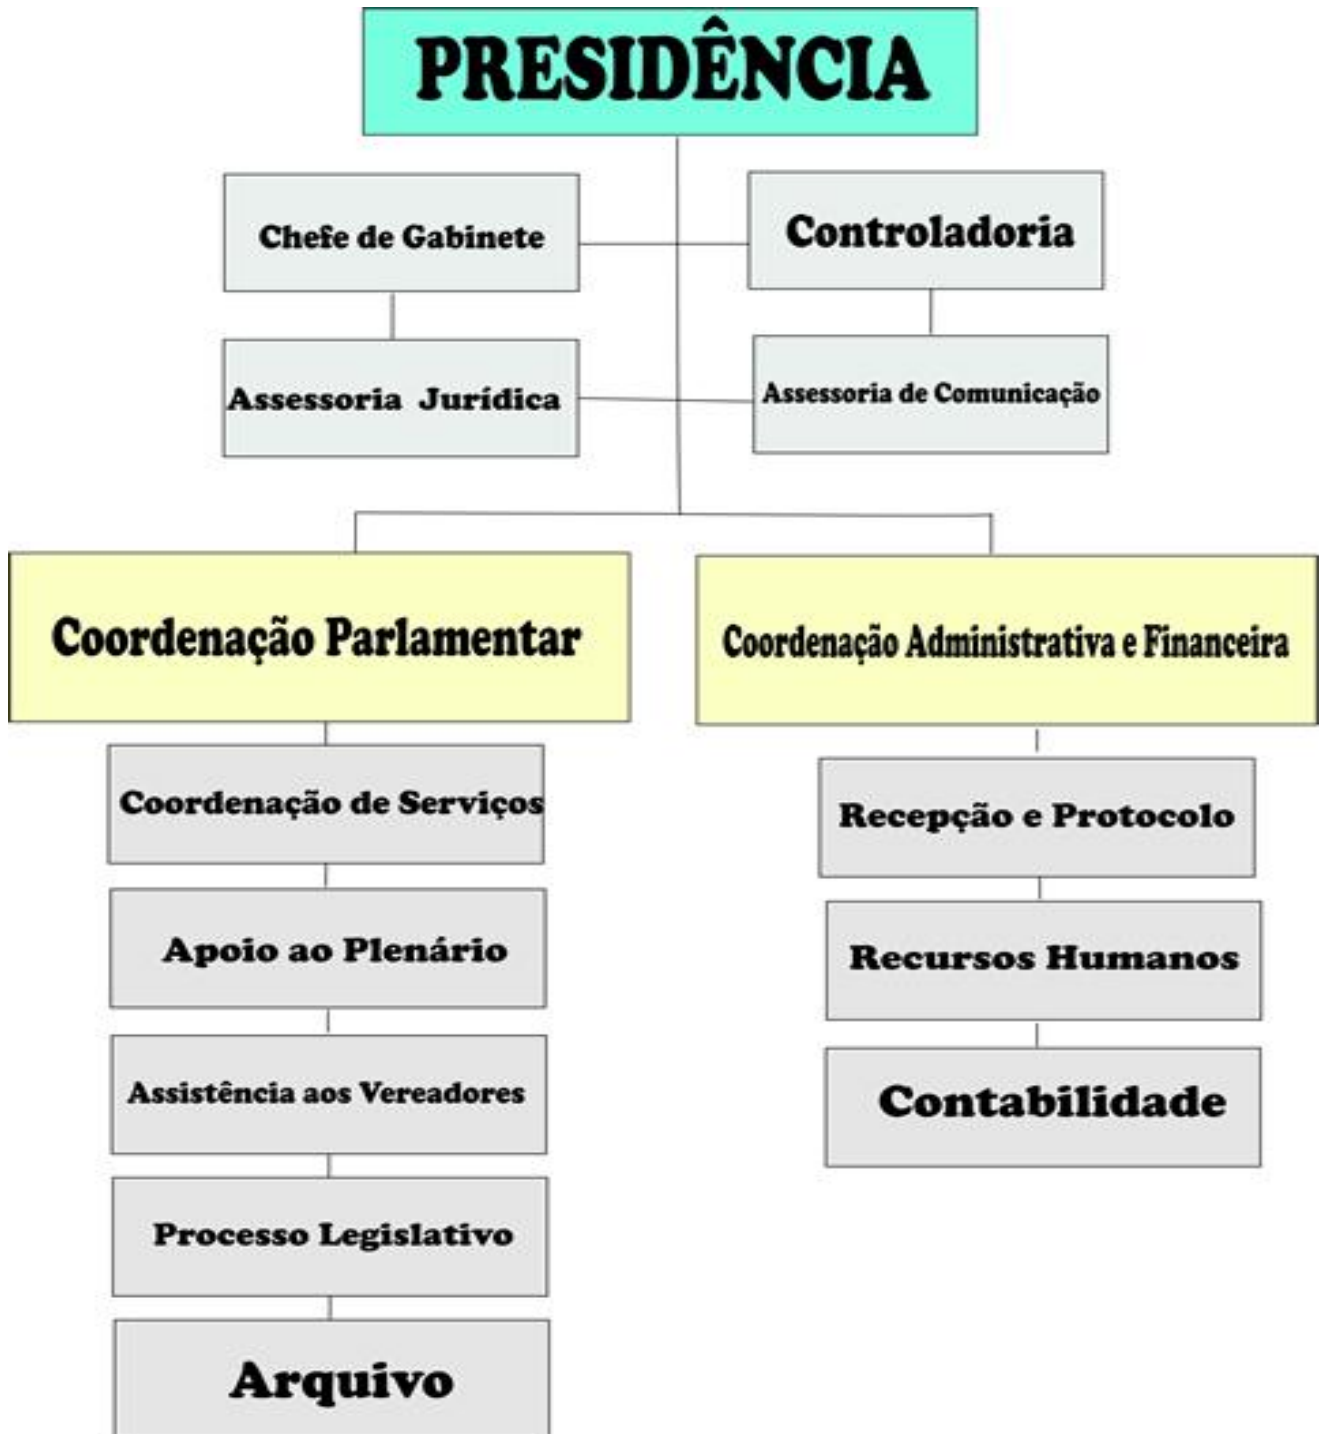 PRESIDÊNCIA
Chefe de Gabinete
Controladoria
Assessoria Jurídica
Assessoria de Comunicação
Coordenação Parlamentar
Coordenação Administrativa e Financeira
Coordenação de Serviços
Recepção e Protocolo
Apoio ao Plenário
Recursos Humanos
Assistência aos Vereadores
Contabilidade
Processo Legislativo
Arquivo